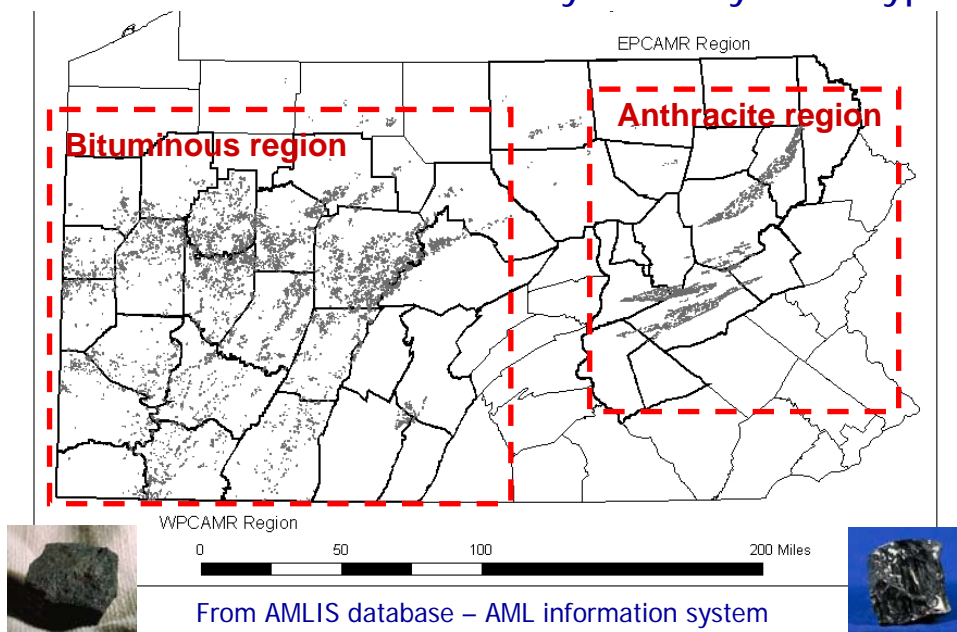 EPCAMR Region
Anthracite region
Bituminous region
WPCAMR Region
0 50 100 200 Miles
From AMLIS database – AML information system